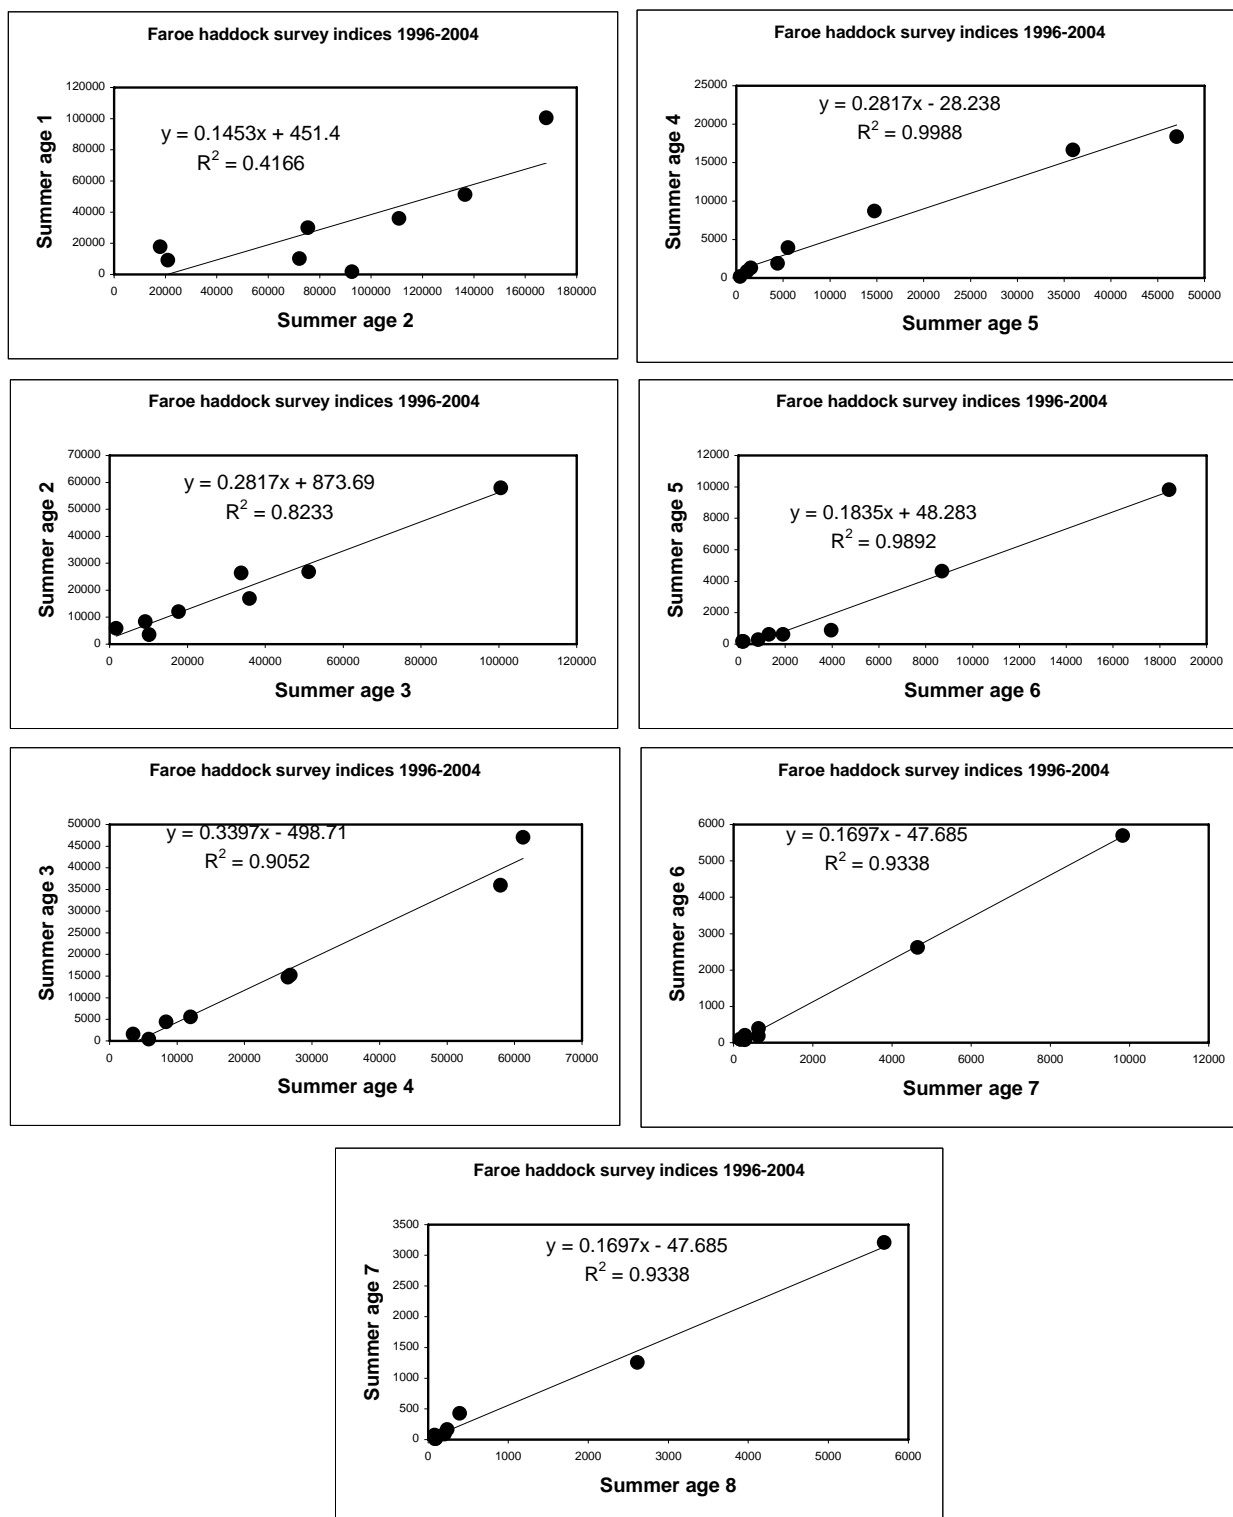 Faroe haddock survey indices 1996-2004
y = 0.1453x + 451.4
R² = 0.4166
120000
100000
80000
60000
40000
20000
0
0 20000 40000 60000 80000 100000 120000 140000 160000 180000
Summer age 1
Summer age 2
Faroe haddock survey indices 1996-2004
y = 0.2817x - 28.238
R² = 0.9988
25000
20000
15000
10000
5000
0
0 5000 10000 15000 20000 25000 30000 35000 40000 45000 50000
Summer age 4
Summer age 5
Faroe haddock survey indices 1996-2004
y = 0.2817x + 873.69
R² = 0.8233
70000
60000
50000
40000
30000
20000
10000
0
0 20000 40000 60000 80000 100000 120000
Summer age 2
Summer age 3
Faroe haddock survey indices 1996-2004
y = 0.1835x + 48.283
R² = 0.9892
12000
10000
8000
6000
4000
2000
0
0 2000 4000 6000 8000 10000 12000 14000 16000 18000 20000
Summer age 5
Summer age 6
Faroe haddock survey indices 1996-2004
y = 0.3397x - 498.71
R² = 0.9052
50000
45000
40000
35000
30000
25000
20000
15000
10000
5000
0
0 10000 20000 30000 40000 50000 60000 70000
Summer age 3
Summer age 4
Faroe haddock survey indices 1996-2004
y = 0.1697x - 47.685
R² = 0.9338
6000
5000
4000
3000
2000
1000
0
0 2000 4000 6000 8000 10000 12000
Summer age 6
Summer age 7
Faroe haddock survey indices 1996-2004
y = 0.1697x - 47.685
R² = 0.9338
3500
3000
2500
2000
1500
1000
500
0
0 1000 2000 3000 4000 5000 6000
Summer age 7
Summer age 8